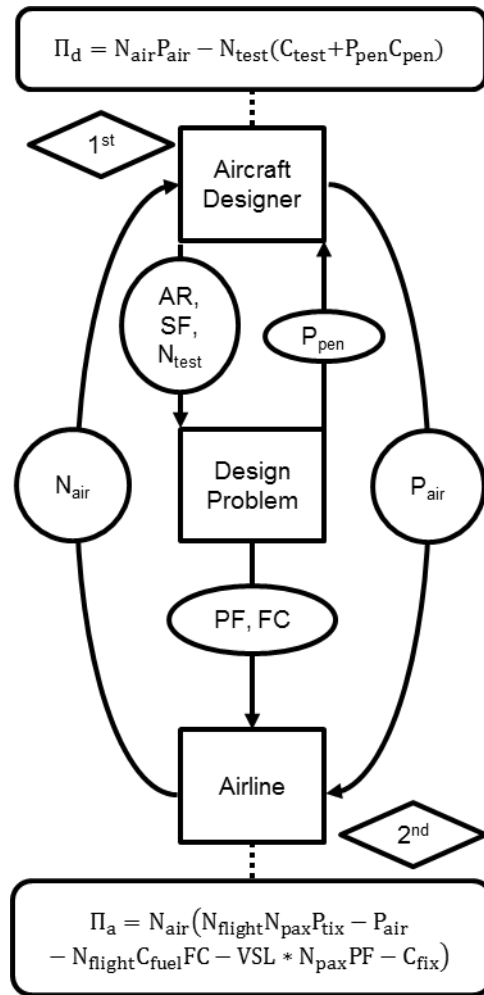 Π_d = N_air P_air − N_test(C_test+P_pen C_pen)
1st
Aircraft
Designer
AR,
SF,
N_test
P_pen
N_air
Design
Problem
P_air
PF, FC
Airline
2nd
Π_a = N_air(N_flight N_pax P_tix − P_air
− N_flight C_fuel FC − VSL * N_pax PF − C_fix)